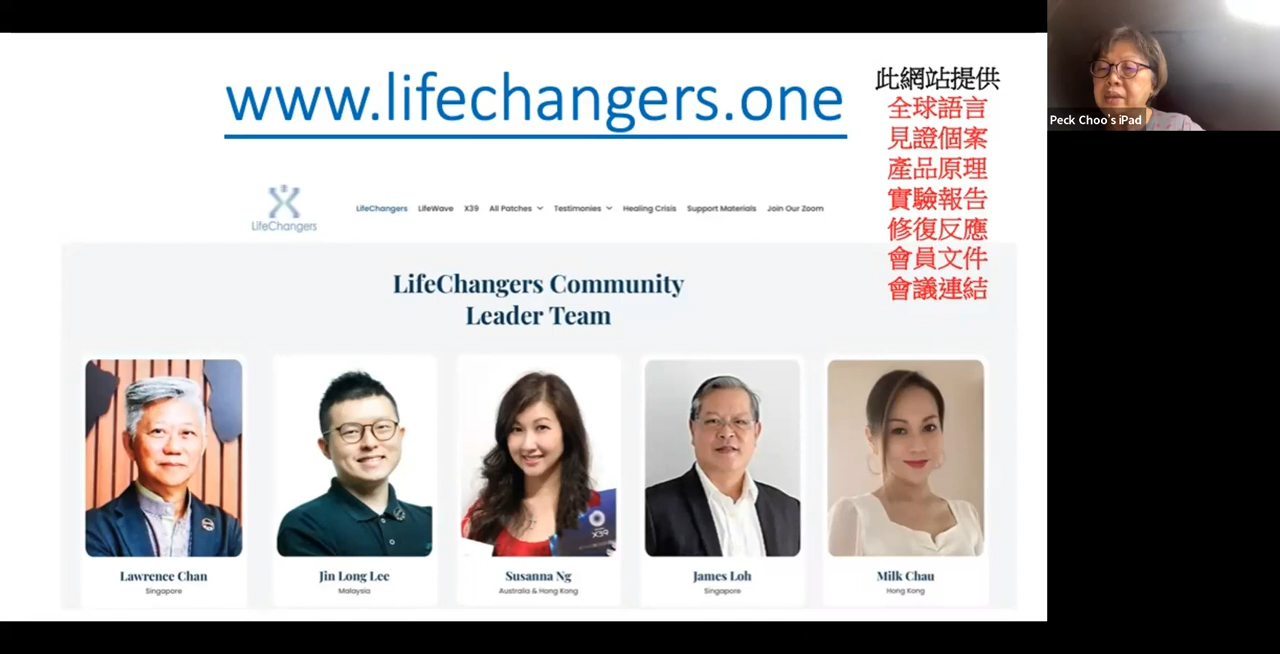 www.lifechangers.one
此網站提供
全球語言
見證個案
產品原理
實驗報告
修復反應
會員文件
會議連結
Peck Choo's iPad
LifeChangers
LifeChangers LifeWave X39 All Patches Testimonies Healing Crisis Support Materials Join Our Zoom
LifeChangers Community
Leader Team
X39
Lawrence Chan
Singapore
Jin Long Lee
Malaysia
Susanna Ng
Australia & Hong Kong
James Loh
Singapore
Milk Chau
Hong Kong